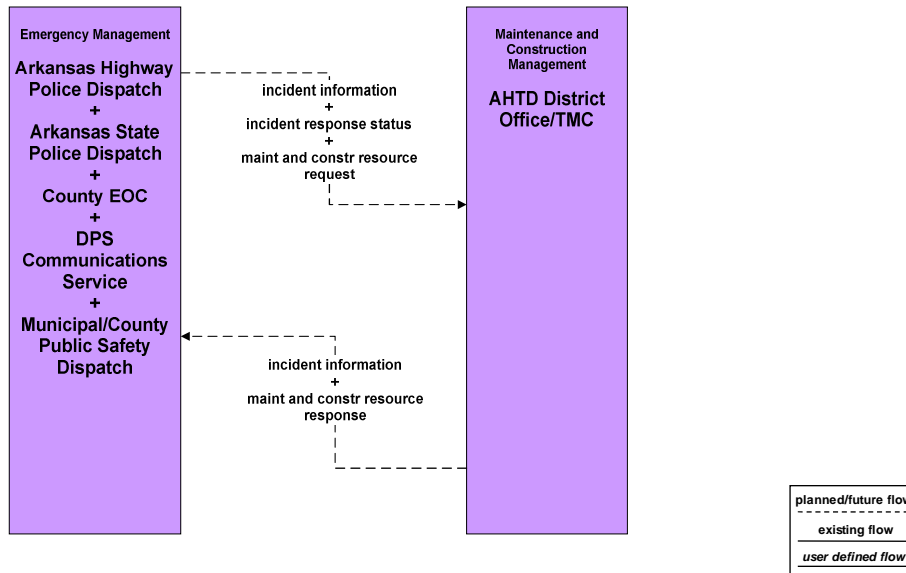 Emergency Management
Arkansas Highway
Police Dispatch
+
Arkansas State
Police Dispatch
+
County EOC
+
DPS
Communications
Service
+
Municipal/County
Public Safety
Dispatch
incident information
+
incident response status
+
maint and constr resource
request
incident information
+
maint and constr resource
response
Maintenance and
Construction
Management
AHTD District
Office/TMC
planned/future flow
existing flow
user defined flow